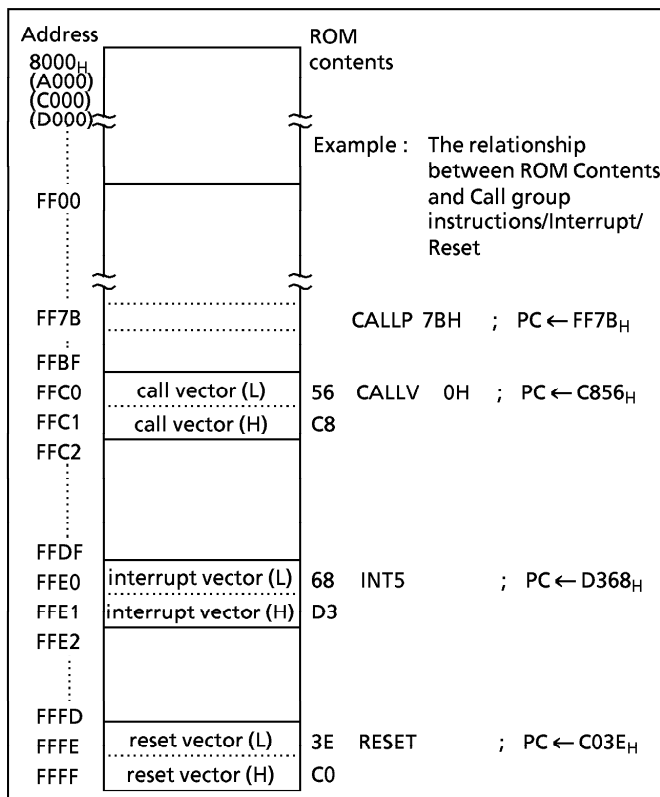 Address ROM
8000H contents
(A000)
(C000)
(D000)
Example : The relationship
between ROM Contents
and Call group
instructions/Interrupt/
Reset
FF00
FF7B CALLP 7BH ; PC ← FF7BH
FFBF
FFC0 call vector (L) 56 CALLV 0H ; PC ← C856H
FFC1 call vector (H) C8
FFC2
FFDF
FFE0 interrupt vector (L) 68 INT5 ; PC ← D368H
FFE1 interrupt vector (H) D3
FFE2
FFFD
FFFE reset vector (L) 3E RESET ; PC ← C03EH
FFFF reset vector (H) C0